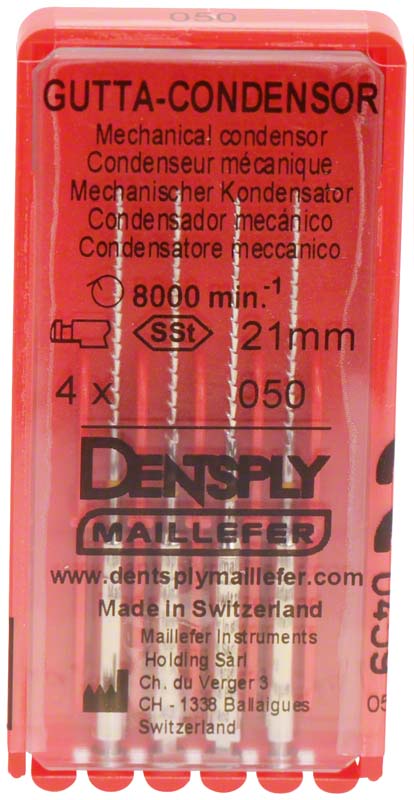 050
GUTTA-CONDENSOR
Mechanical condensor
Condenseur mécanique
Mechanischer Kondensator
Condensador mecánico
Condensatore meccanico
8000 min.-1
SSt 21mm
4 x 050
DENTSPLY
MAILLEFER
www.dentsplymaillefer.com
Made in Switzerland
Maillefer Instruments
Holding Sàrl
Ch. du Verger 3
CH - 1338 Ballaigues
Switzerland
0459